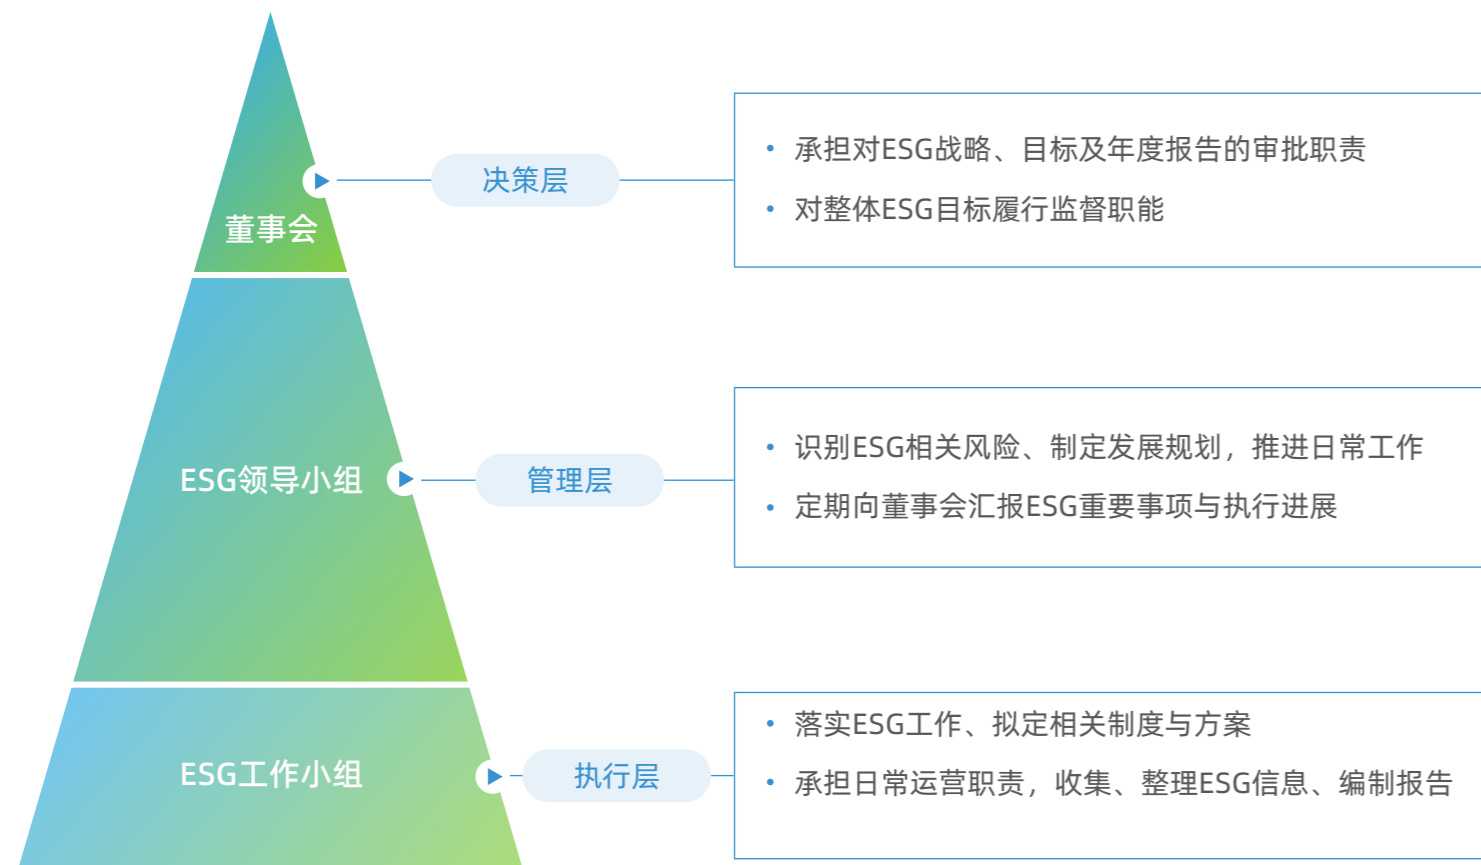 董事会
决策层
• 承担对ESG战略、目标及年度报告的审批职责
• 对整体ESG目标履行监督职能
ESG领导小组
管理层
• 识别ESG相关风险、制定发展规划，推进日常工作
• 定期向董事会汇报ESG重要事项与执行进展
ESG工作小组
执行层
• 落实ESG工作、拟定相关制度与方案
• 承担日常运营职责，收集、整理ESG信息、编制报告